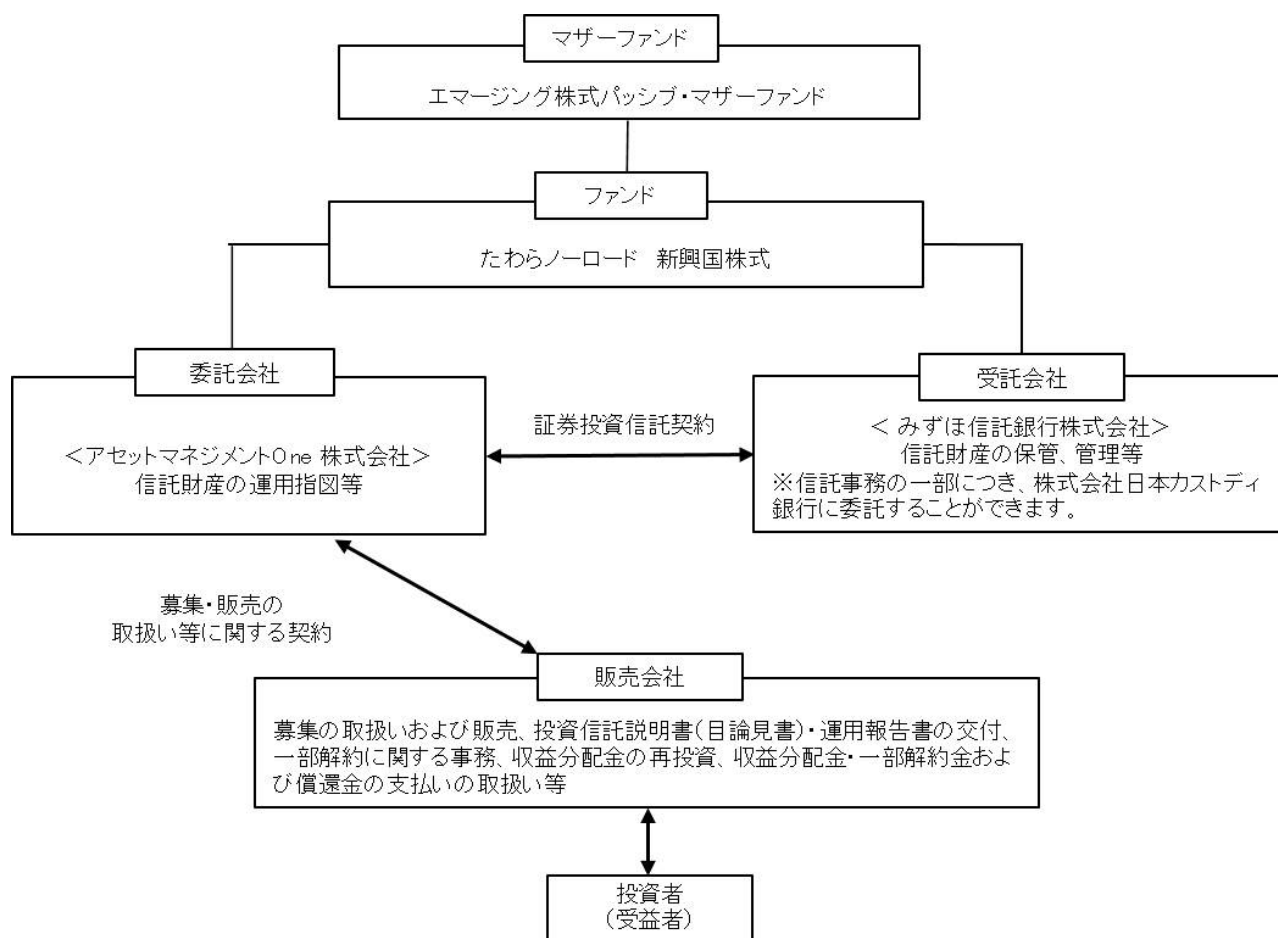 マザーファンド
エマージング株式パッシブ・マザーファンド
ファンド
たわらノーロード　新興国株式
委託会社
＜アセットマネジメントOne 株式会社＞
信託財産の運用指図等
証券投資信託契約
受託会社
＜ みずほ信託銀行株式会社＞
信託財産の保管、管理等
※信託事務の一部につき、株式会社日本カストディ
銀行に委託することができます。
募集・販売の
取扱い等に関する契約
販売会社
募集の取扱いおよび販売、投資信託説明書（目論見書）・運用報告書の交付、
一部解約に関する事務、収益分配金の再投資、収益分配金・一部解約金およ
び償還金の支払いの取扱い等
投資者
（受益者）